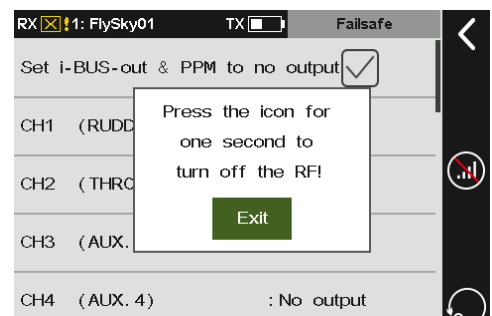 RX ! 1: FlySky01 TX Failsafe
Set i-BUS-out & PPM to no output
CH1 (RUDD
CH2 (THRO
CH3 (AUX.
CH4 (AUX. 4) : No output
Press the icon for
one second to
turn off the RF!
Exit